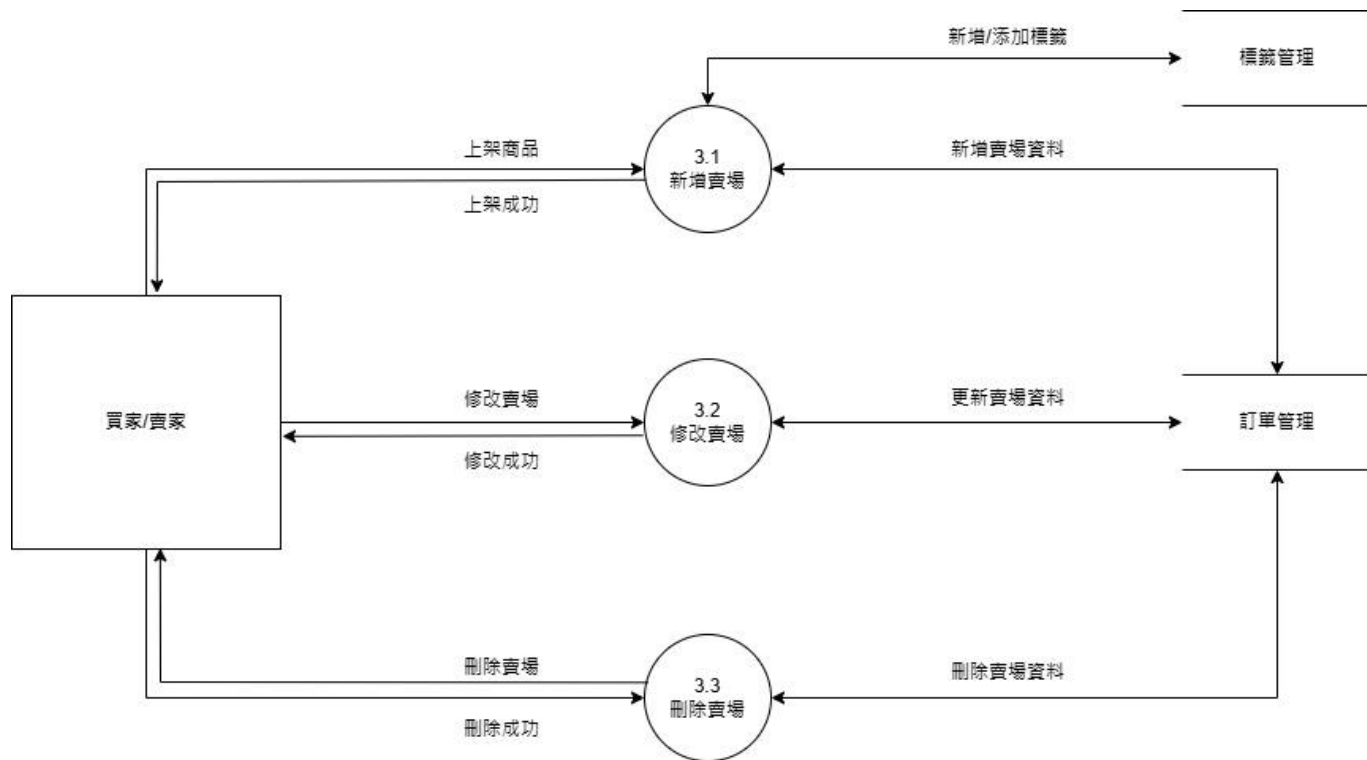 新增/添加標籤
標籤管理
上架商品
3.1
新增賣場
新增賣場資料
上架成功
買家/賣家
修改賣場
3.2
修改賣場
更新賣場資料
訂單管理
修改成功
刪除賣場
3.3
刪除賣場
刪除賣場資料
刪除成功